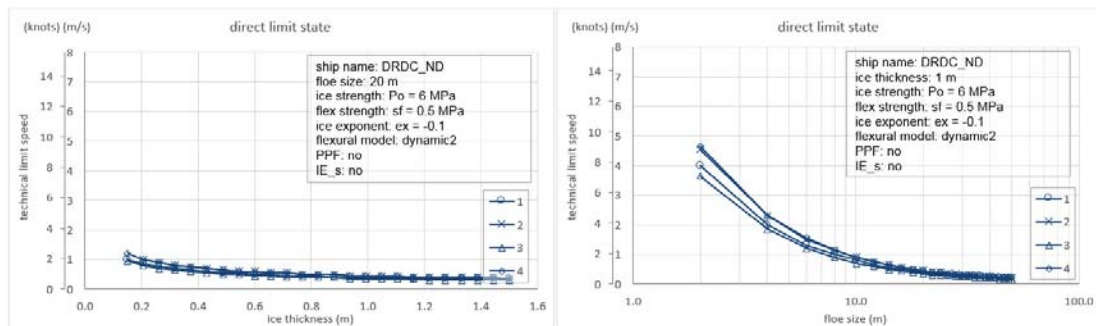 (knots) (m/s)
direct limit state
8
14
7
12
6
10
5
8
4
6
3
4
2
2
1
0
0
technical limit speed
ship name: DRDC_ND
floe size: 20 m
ice strength: Po = 6 MPa
flex strength: sf = 0.5 MPa
ice exponent: ex = -0.1
flexural model: dynamic2
PPF: no
IE_s: no
1
2
3
4
0.0 0.2 0.4 0.6 0.8 1.0 1.2 1.4 1.6
ice thickness (m)
(knots) (m/s)
direct limit state
8
14
7
12
6
10
5
8
4
6
3
4
2
2
1
0
0
technical limit speed
ship name: DRDC_ND
ice thickness: 1 m
ice strength: Po = 6 MPa
flex strength: sf = 0.5 MPa
ice exponent: ex = -0.1
flexural model: dynamic2
PPF: no
IE_s: no
1
2
3
4
1.0 10.0 100.0
floe size (m)